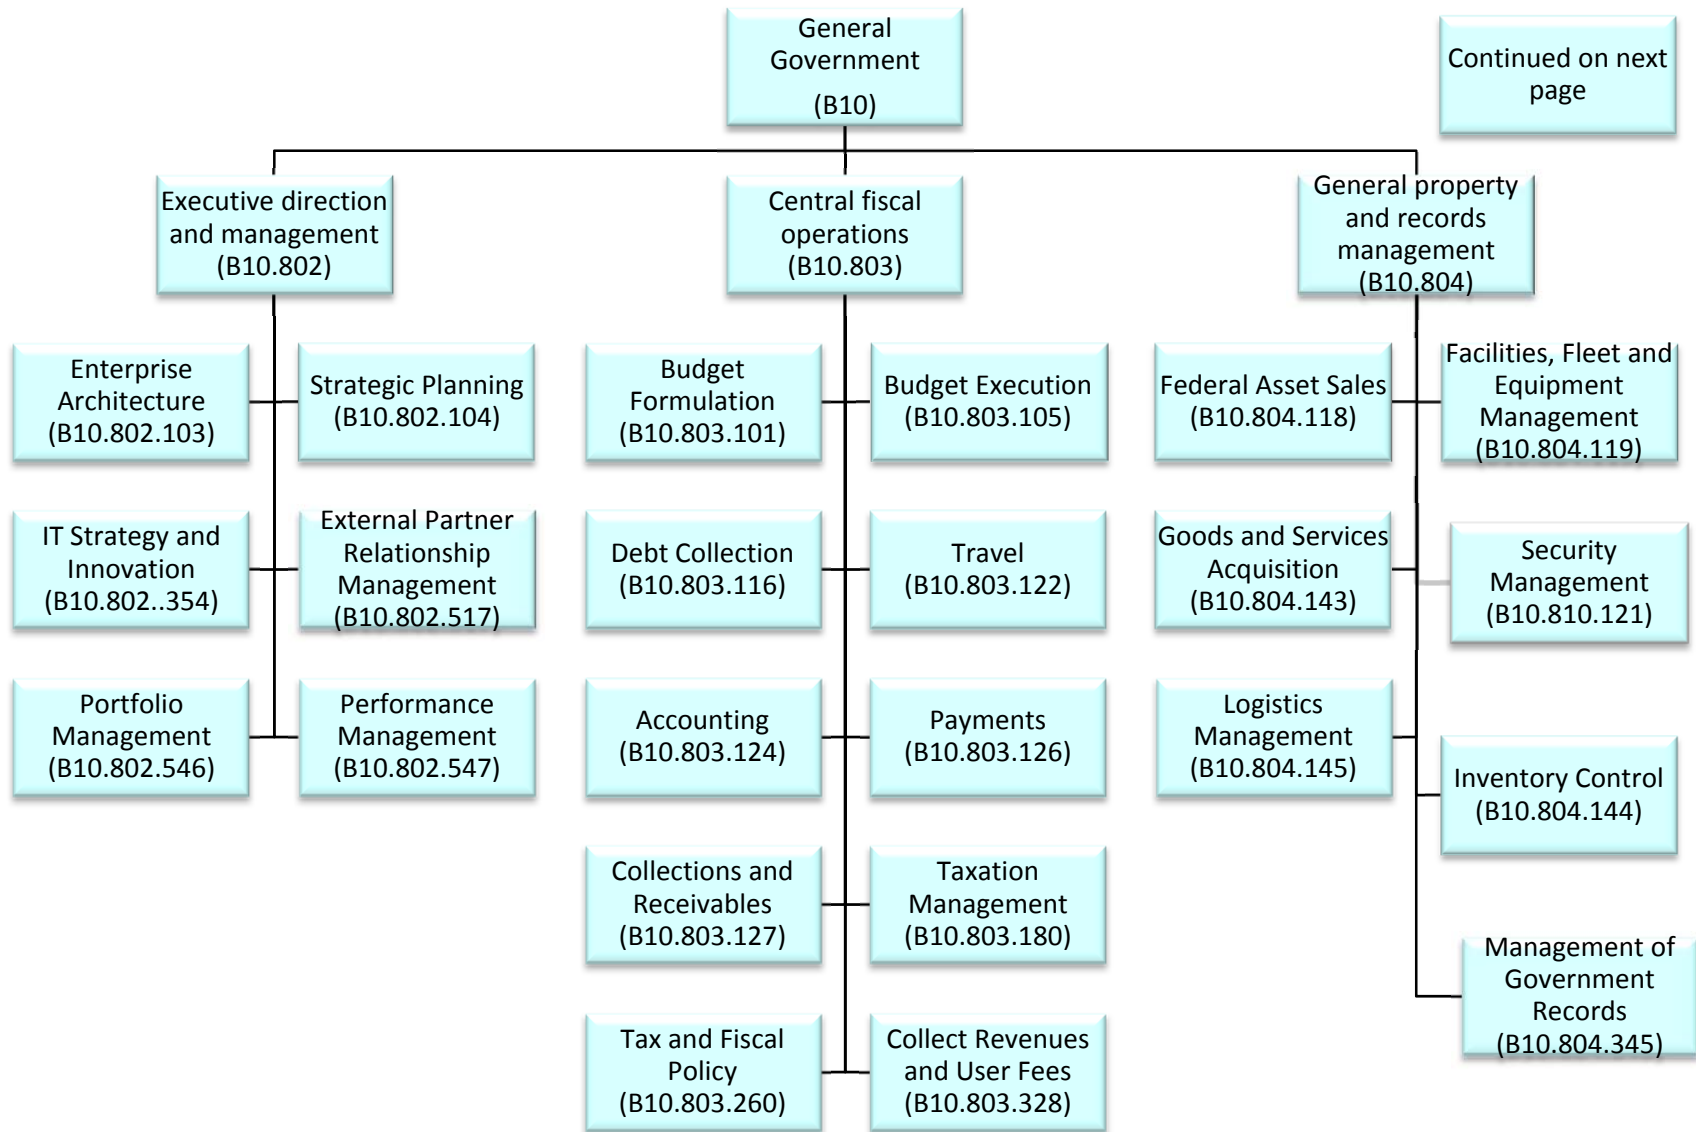 General
Government
(B10)
Continued on next
page
Executive direction
and management
(B10.802)
Central fiscal
operations
(B10.803)
General property
and records
management
(B10.804)
Enterprise
Architecture
(B10.802.103)
Strategic Planning
(B10.802.104)
Budget
Formulation
(B10.803.101)
Budget Execution
(B10.803.105)
Federal Asset Sales
(B10.804.118)
Facilities, Fleet and
Equipment
Management
(B10.804.119)
IT Strategy and
Innovation
(B10.802..354)
External Partner
Relationship
Management
(B10.802.517)
Debt Collection
(B10.803.116)
Travel
(B10.803.122)
Goods and Services
Acquisition
(B10.804.143)
Security
Management
(B10.810.121)
Portfolio
Management
(B10.802.546)
Performance
Management
(B10.802.547)
Accounting
(B10.803.124)
Payments
(B10.803.126)
Logistics
Management
(B10.804.145)
Inventory Control
(B10.804.144)
Collections and
Receivables
(B10.803.127)
Taxation
Management
(B10.803.180)
Management of
Government
Records
(B10.804.345)
Tax and Fiscal
Policy
(B10.803.260)
Collect Revenues
and User Fees
(B10.803.328)